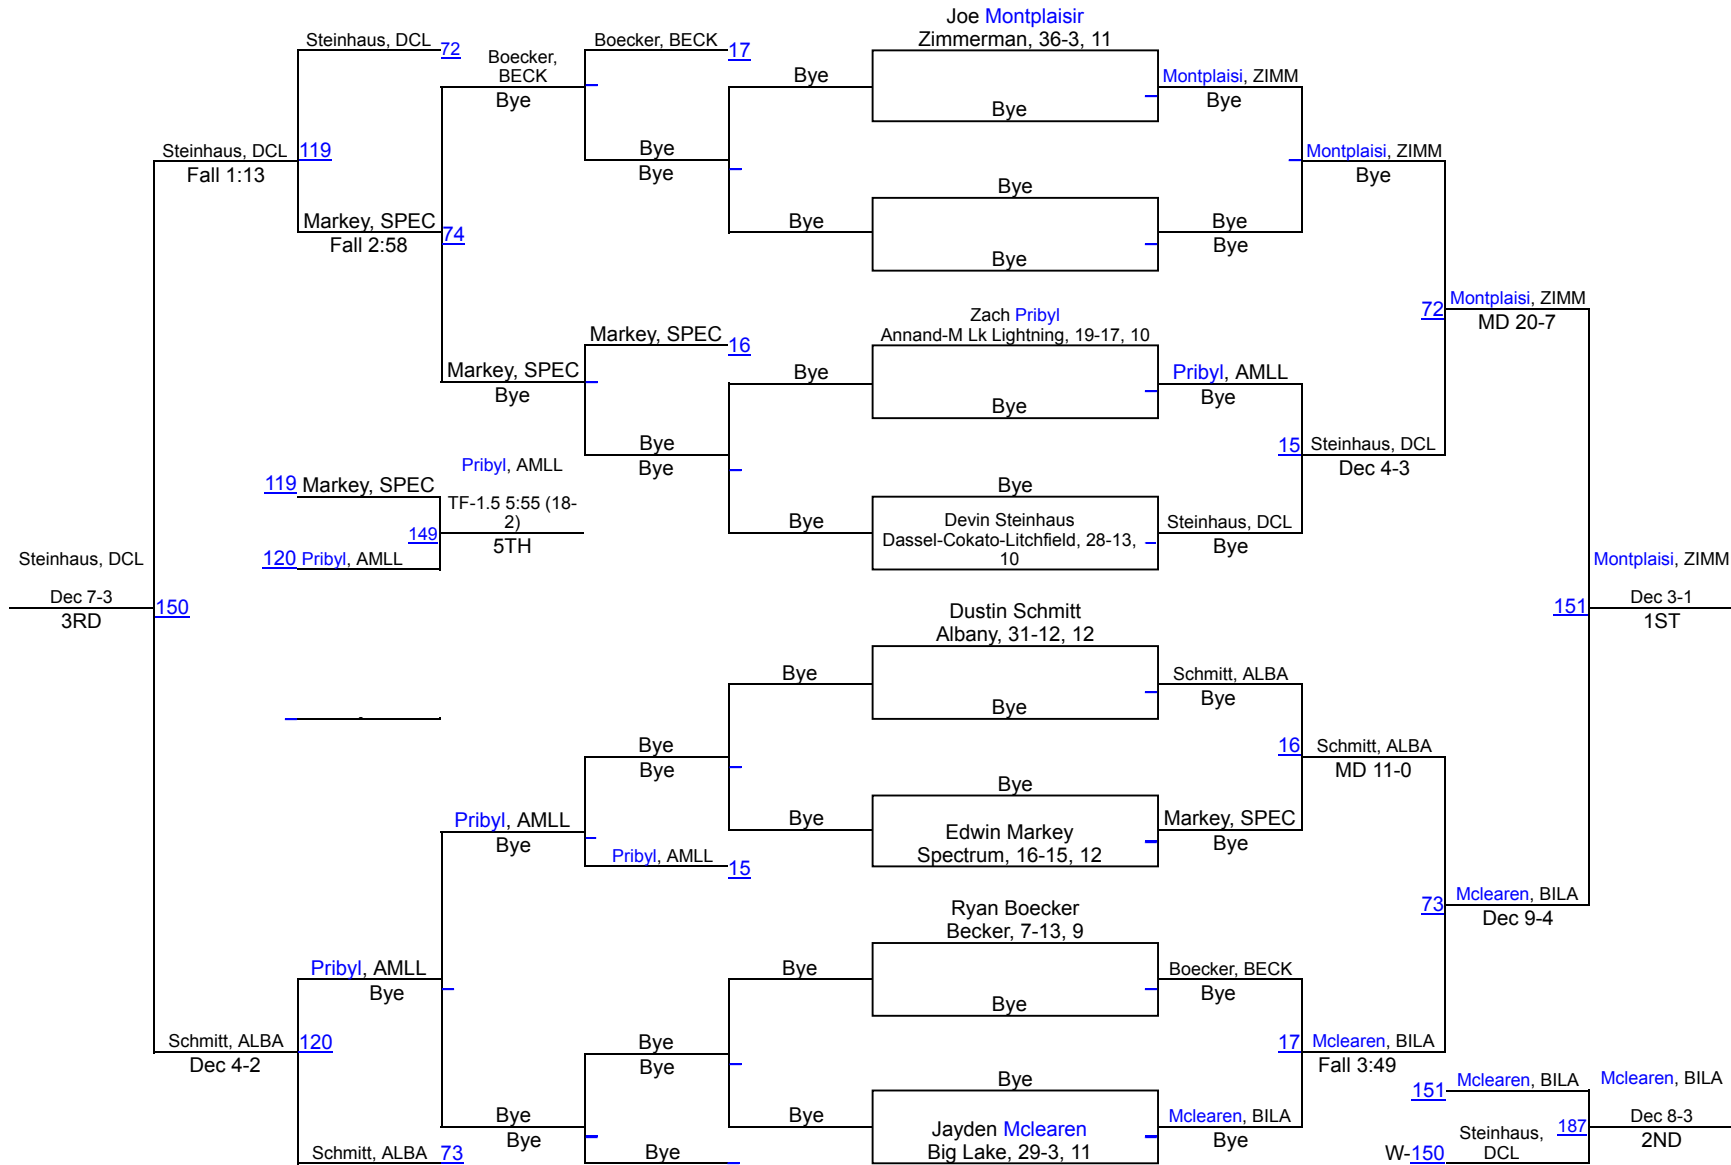 Steinhaus, DCL 72
Boecker,
BECK
Bye
Boecker, BECK 17
Bye
Joe Montplaisir
Zimmerman, 36-3, 11
Bye
Montplaisi, ZIMM
Bye
Steinhaus, DCL 119
Fall 1:13
Bye
Bye
Montplaisi, ZIMM
Bye
Markey, SPEC
Fall 2:58
74
Bye
Bye
Bye
Bye
Bye
Markey, SPEC
Bye
Markey, SPEC 16
Bye
Zach Pribyl
Annand-M Lk Lightning, 19-17, 10
Bye
Pribyl, AMLL
Bye
72 Montplaisi, ZIMM
MD 20-7
Bye
Bye
15 Steinhaus, DCL
Dec 4-3
119 Markey, SPEC
120 Pribyl, AMLL
149
Pribyl, AMLL
TF-1.5 5:55 (18-
2)
5TH
Bye
Bye
Devin Steinhaus
Dassel-Cokato-Litchfield, 28-13,
10
Steinhaus, DCL
Bye
Steinhaus, DCL
Dec 7-3
3RD
150
Montplaisi, ZIMM
151
Dec 3-1
1ST
Bye
Dustin Schmitt
Albany, 31-12, 12
Bye
Schmitt, ALBA
Bye
Bye
Bye
16 Schmitt, ALBA
MD 11-0
Pribyl, AMLL
Bye
Pribyl, AMLL 15
Bye
Bye
Edwin Markey
Spectrum, 16-15, 12
Markey, SPEC
Bye
73 Mclearen, BILA
Dec 9-4
Pribyl, AMLL
Bye
Bye
Ryan Boecker
Becker, 7-13, 9
Bye
Boecker, BECK
Bye
Schmitt, ALBA 120
Dec 4-2
Bye
Bye
17 Mclearen, BILA
Fall 3:49
Bye
Bye
Bye
Bye
Jayden Mclearen
Big Lake, 29-3, 11
Mclearen, BILA
Bye
Schmitt, ALBA 73
Bye
151 Mclearen, BILA
Steinhaus,
DCL
W-150
187
Mclearen, BILA
Dec 8-3
2ND